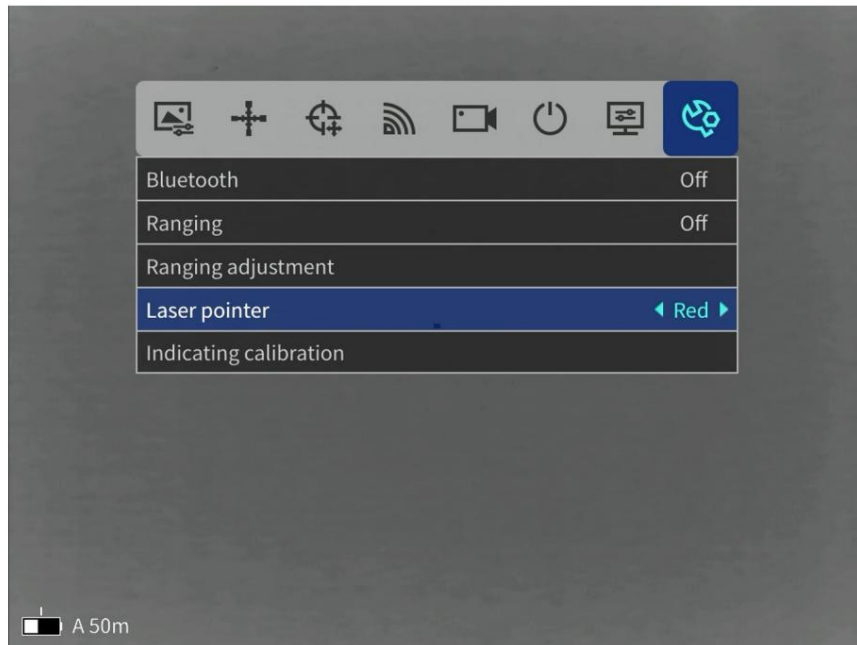 Bluetooth Off
Ranging Off
Ranging adjustment
Laser pointer Red
Indicating calibration
A 50m